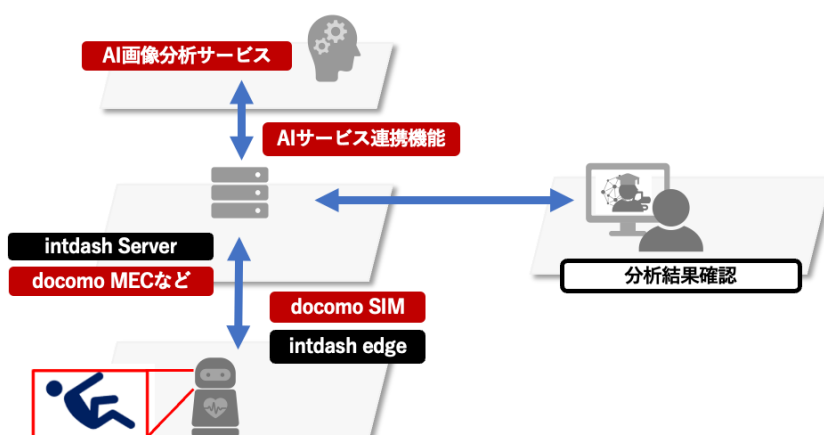 AI画像分析サービス
AIサービス連携機能
intdash Server
docomo MECなど
分析結果確認
docomo SIM
intdash edge